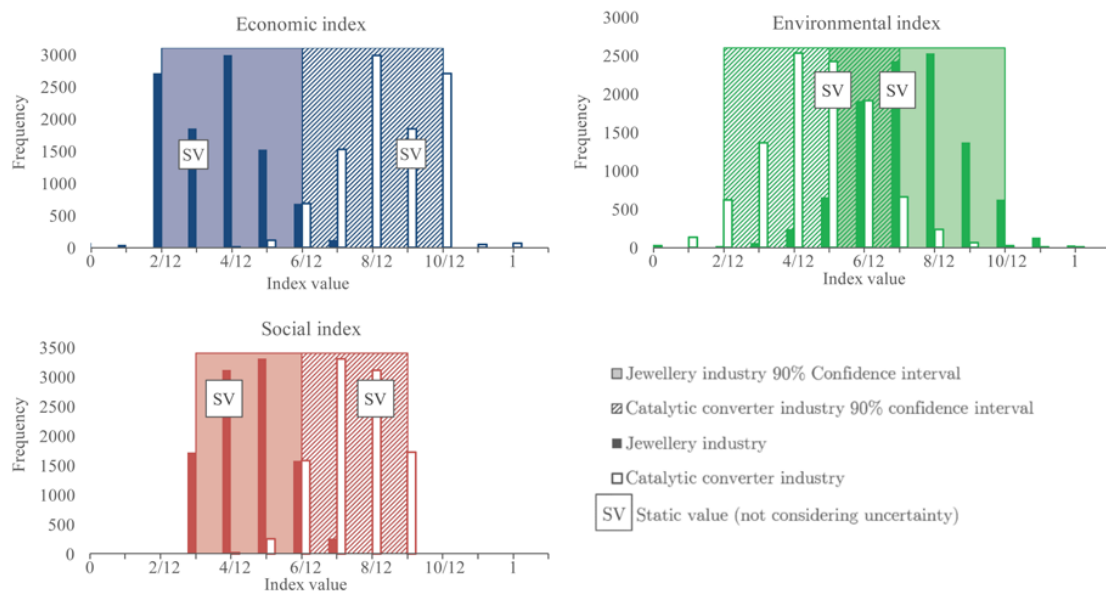 Economic index
3000
2500
2000
1500
1000
500
0
Frequency
SV
SV
0
2/12
4/12
6/12
8/12
10/12
1
Index value
Environmental index
3000
2500
2000
1500
1000
500
0
Frequency
SV
SV
0
2/12
4/12
6/12
8/12
10/12
1
Index value
Social index
3500
3000
2500
2000
1500
1000
500
0
Frequency
SV
SV
0
2/12
4/12
6/12
8/12
10/12
1
Index value
Jewellery industry 90% Confidence interval
Catalytic converter industry 90% confidence interval
Jewellery industry
Catalytic converter industry
SV Static value (not considering uncertainty)